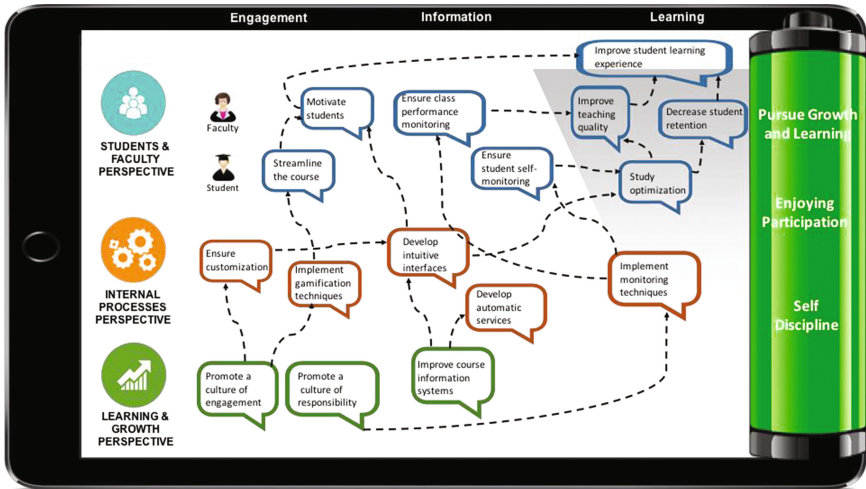 Engagement
Information
Learning
Improve student learning
experience
Motivate
students
Ensure class
performance
monitoring
Improve
teaching
quality
Decrease student
retention
Faculty
Student
STUDENTS &
FACULTY
PERSPECTIVE
Streamline
the course
Ensure
student self-
monitoring
Study
optimization
Pursue Growth
and Learning
Enjoying
Participation
Self
Discipline
Ensure
customization
Implement
gamification
techniques
Develop
intuitive
interfaces
Develop
automatic
services
Implement
monitoring
techniques
INTERNAL
PROCESSES
PERSPECTIVE
Promote a
culture of
engagement
Promote a
culture of
responsibility
Improve course
information
systems
LEARNING &
GROWTH
PERSPECTIVE